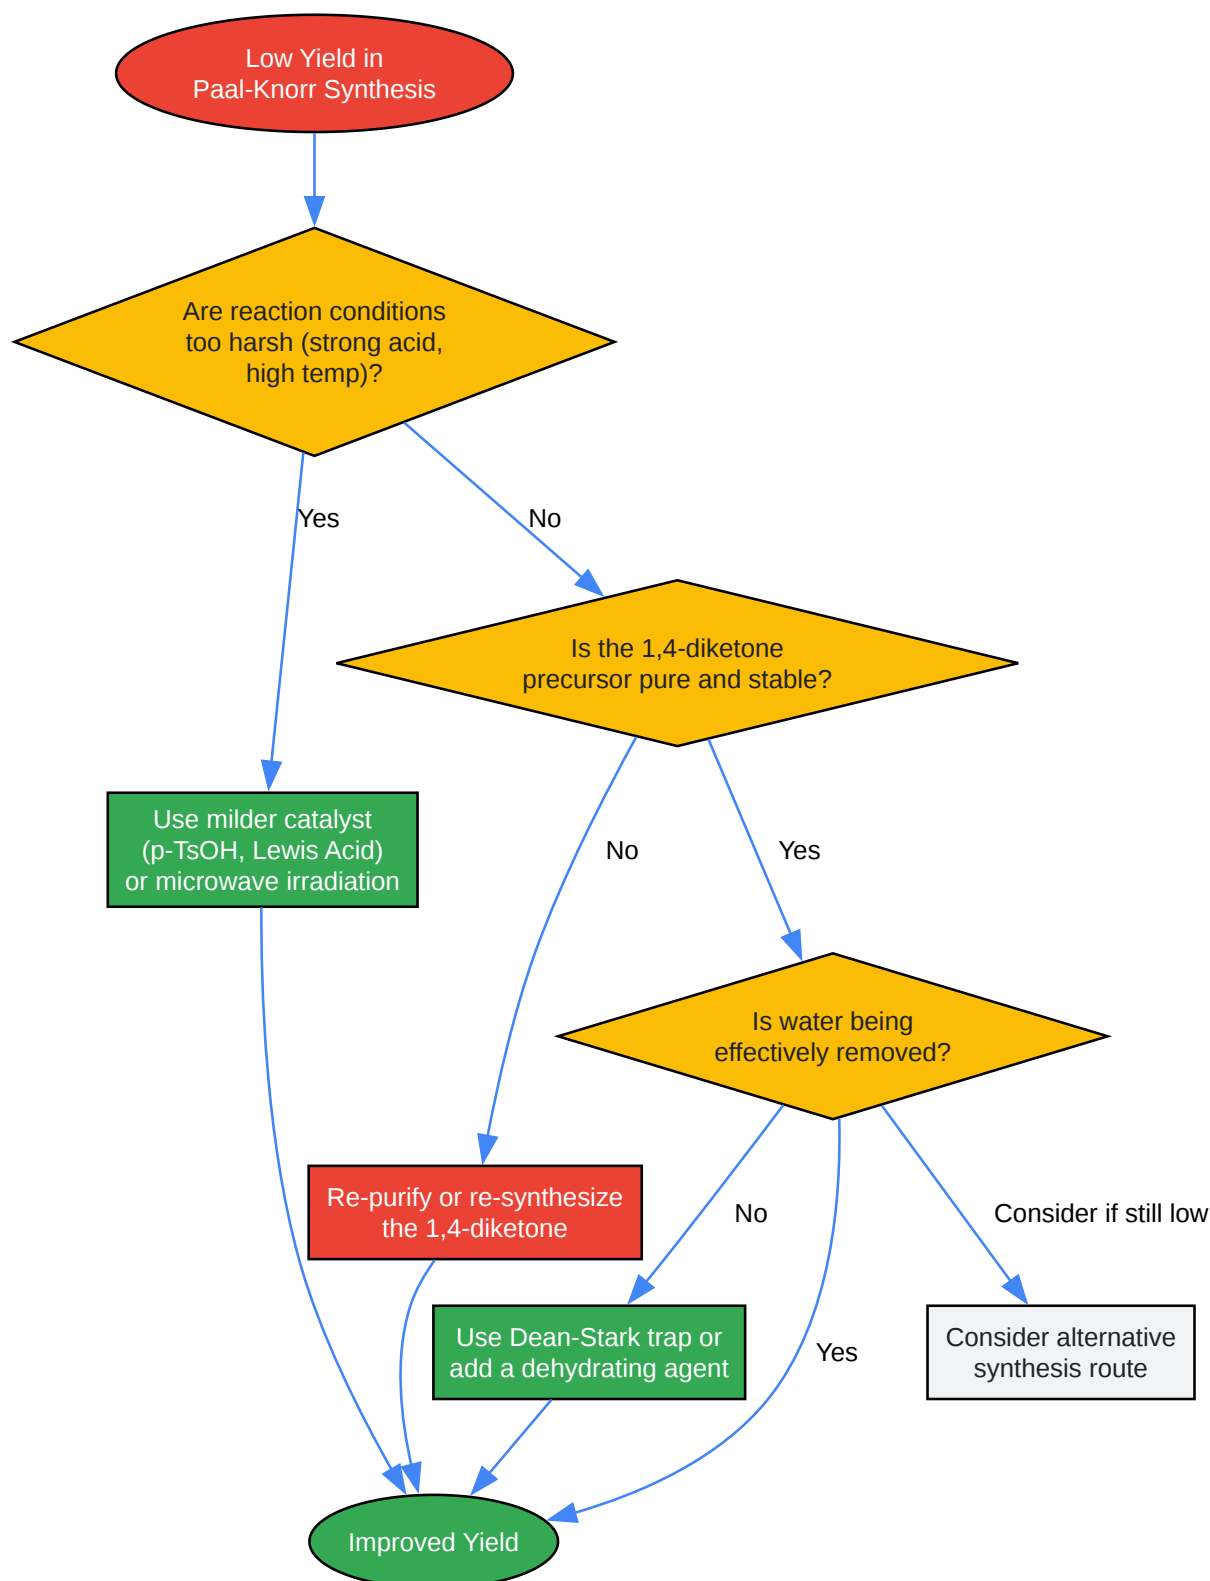 Low Yield in
Paal-Knorr Synthesis
Are reaction conditions
too harsh (strong acid,
high temp)?
Yes
No
Is the 1,4-diketone
precursor pure and stable?
Use milder catalyst
(p-TsOH, Lewis Acid)
or microwave irradiation
No
Yes
Is water being
effectively removed?
Re-purify or re-synthesize
the 1,4-diketone
No
Consider if still low
Use Dean-Stark trap or
add a dehydrating agent
Yes
Consider alternative
synthesis route
Improved Yield